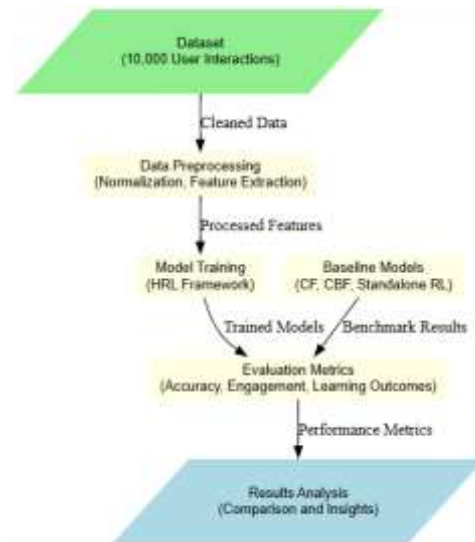 Dataset
(10,000 User Interactions)
Cleaned Data
Data Preprocessing
(Normalization, Feature Extraction)
Processed Features
Model Training
(HRL Framework)
Baseline Models
(CF, CBF, Standalone RL)
Trained Models
Benchmark Results
Evaluation Metrics
(Accuracy, Engagement, Learning Outcomes)
Performance Metrics
Results Analysis
(Comparison and Insights)